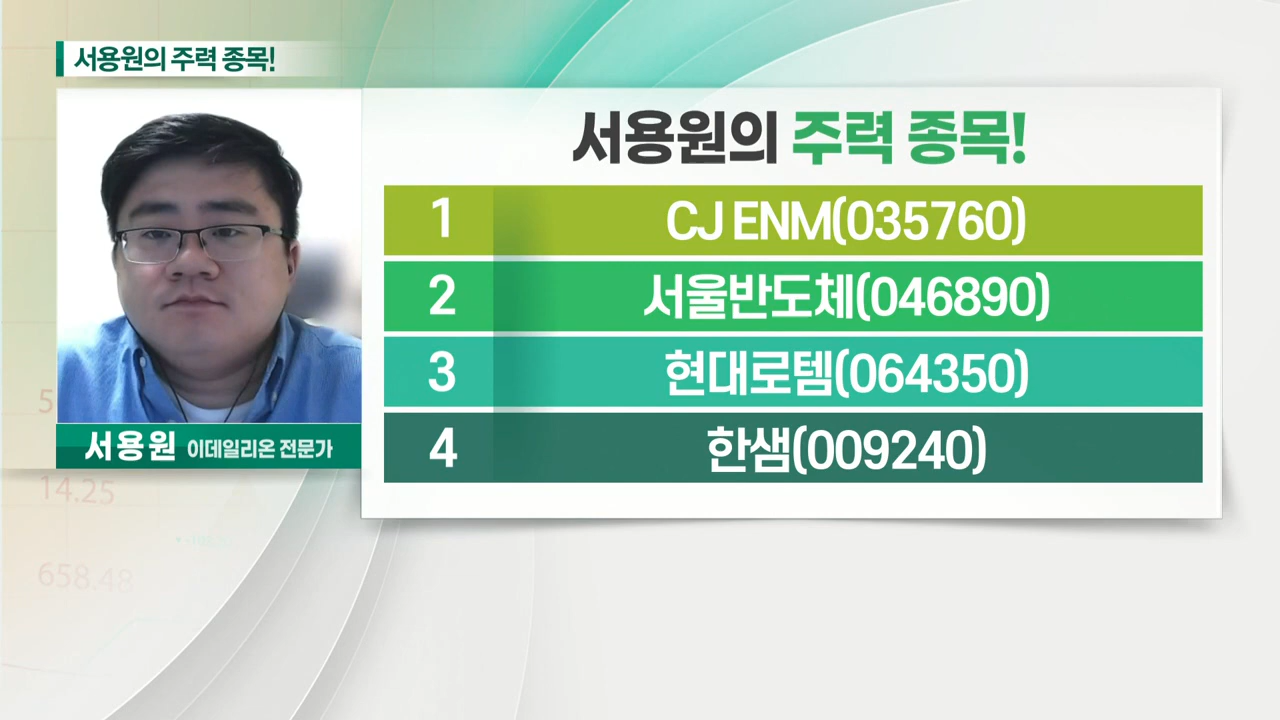 서용원의 주력 종목!
서용원의 주력 종목!
1 CJ ENM(035760)
2 서울반도체(046890)
3 현대로템(064350)
4 한샘(009240)
서용원 이데일리온 전문가
14.25
658.48